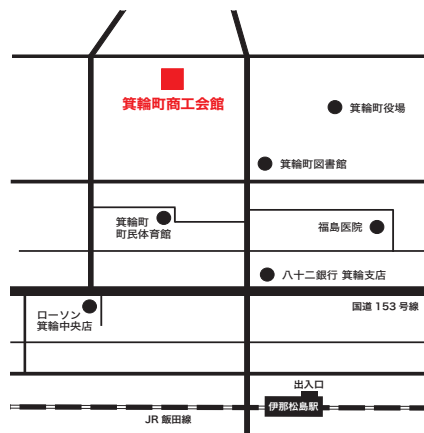 箕輪町商工会館
箕輪町役場
箕輪町図書館
箕輪町
町民体育館
福島医院
八十二銀行 箕輪支店
国道 153 号線
ローソン
箕輪中央店
出入口
伊那松島駅
JR 飯田線